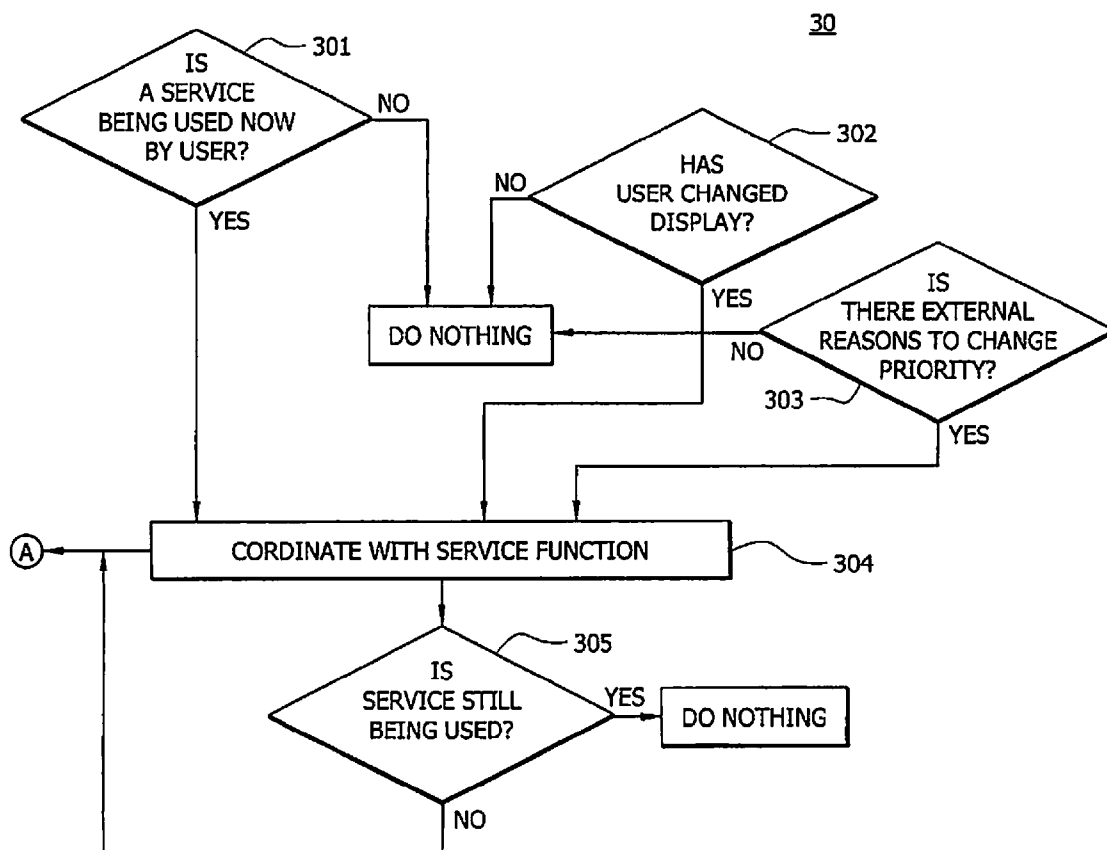 30
301
IS
A SERVICE
BEING USED NOW
BY USER?
NO
YES
302
HAS
USER CHANGED
DISPLAY?
NO
YES
IS
THERE EXTERNAL
REASONS TO CHANGE
PRIORITY?
NO
303
YES
DO NOTHING
A
CORDINATE WITH SERVICE FUNCTION
304
305
IS
SERVICE STILL
BEING USED?
YES
DO NOTHING
NO